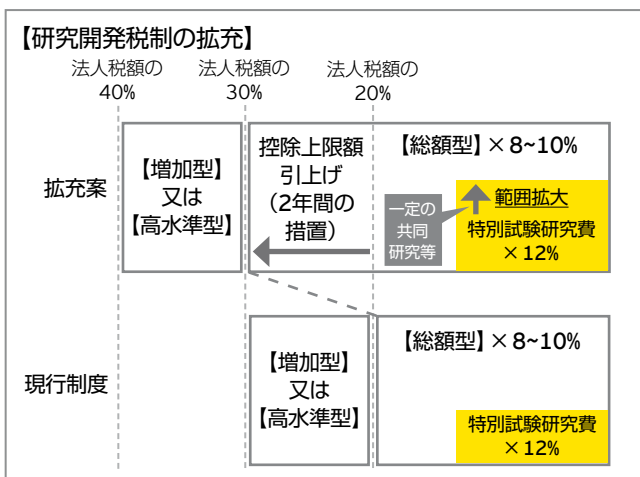 【研究開発税制の拡充】
法人税額の
40%
法人税額の
30%
法人税額の
20%
拡充案
【増加型】
又は
【高水準型】
控除上限額
引上げ
(2年間の
措置)
【総額型】×8~10%
一定の
共同
研究等
範囲拡大
特別試験研究費
×12%
現行制度
【増加型】
又は
【高水準型】
【総額型】×8~10%
特別試験研究費
×12%